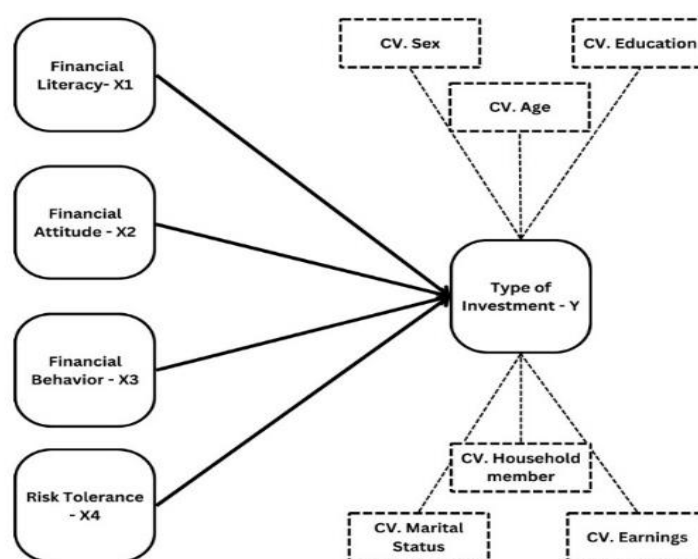 Financial
Literacy- X1
Financial
Attitude - X2
Financial
Behavior - X3
Risk Tolerance
- X4
CV. Sex
CV. Education
CV. Age
Type of
Investment - Y
CV. Household
member
CV. Marital
Status
CV. Earnings